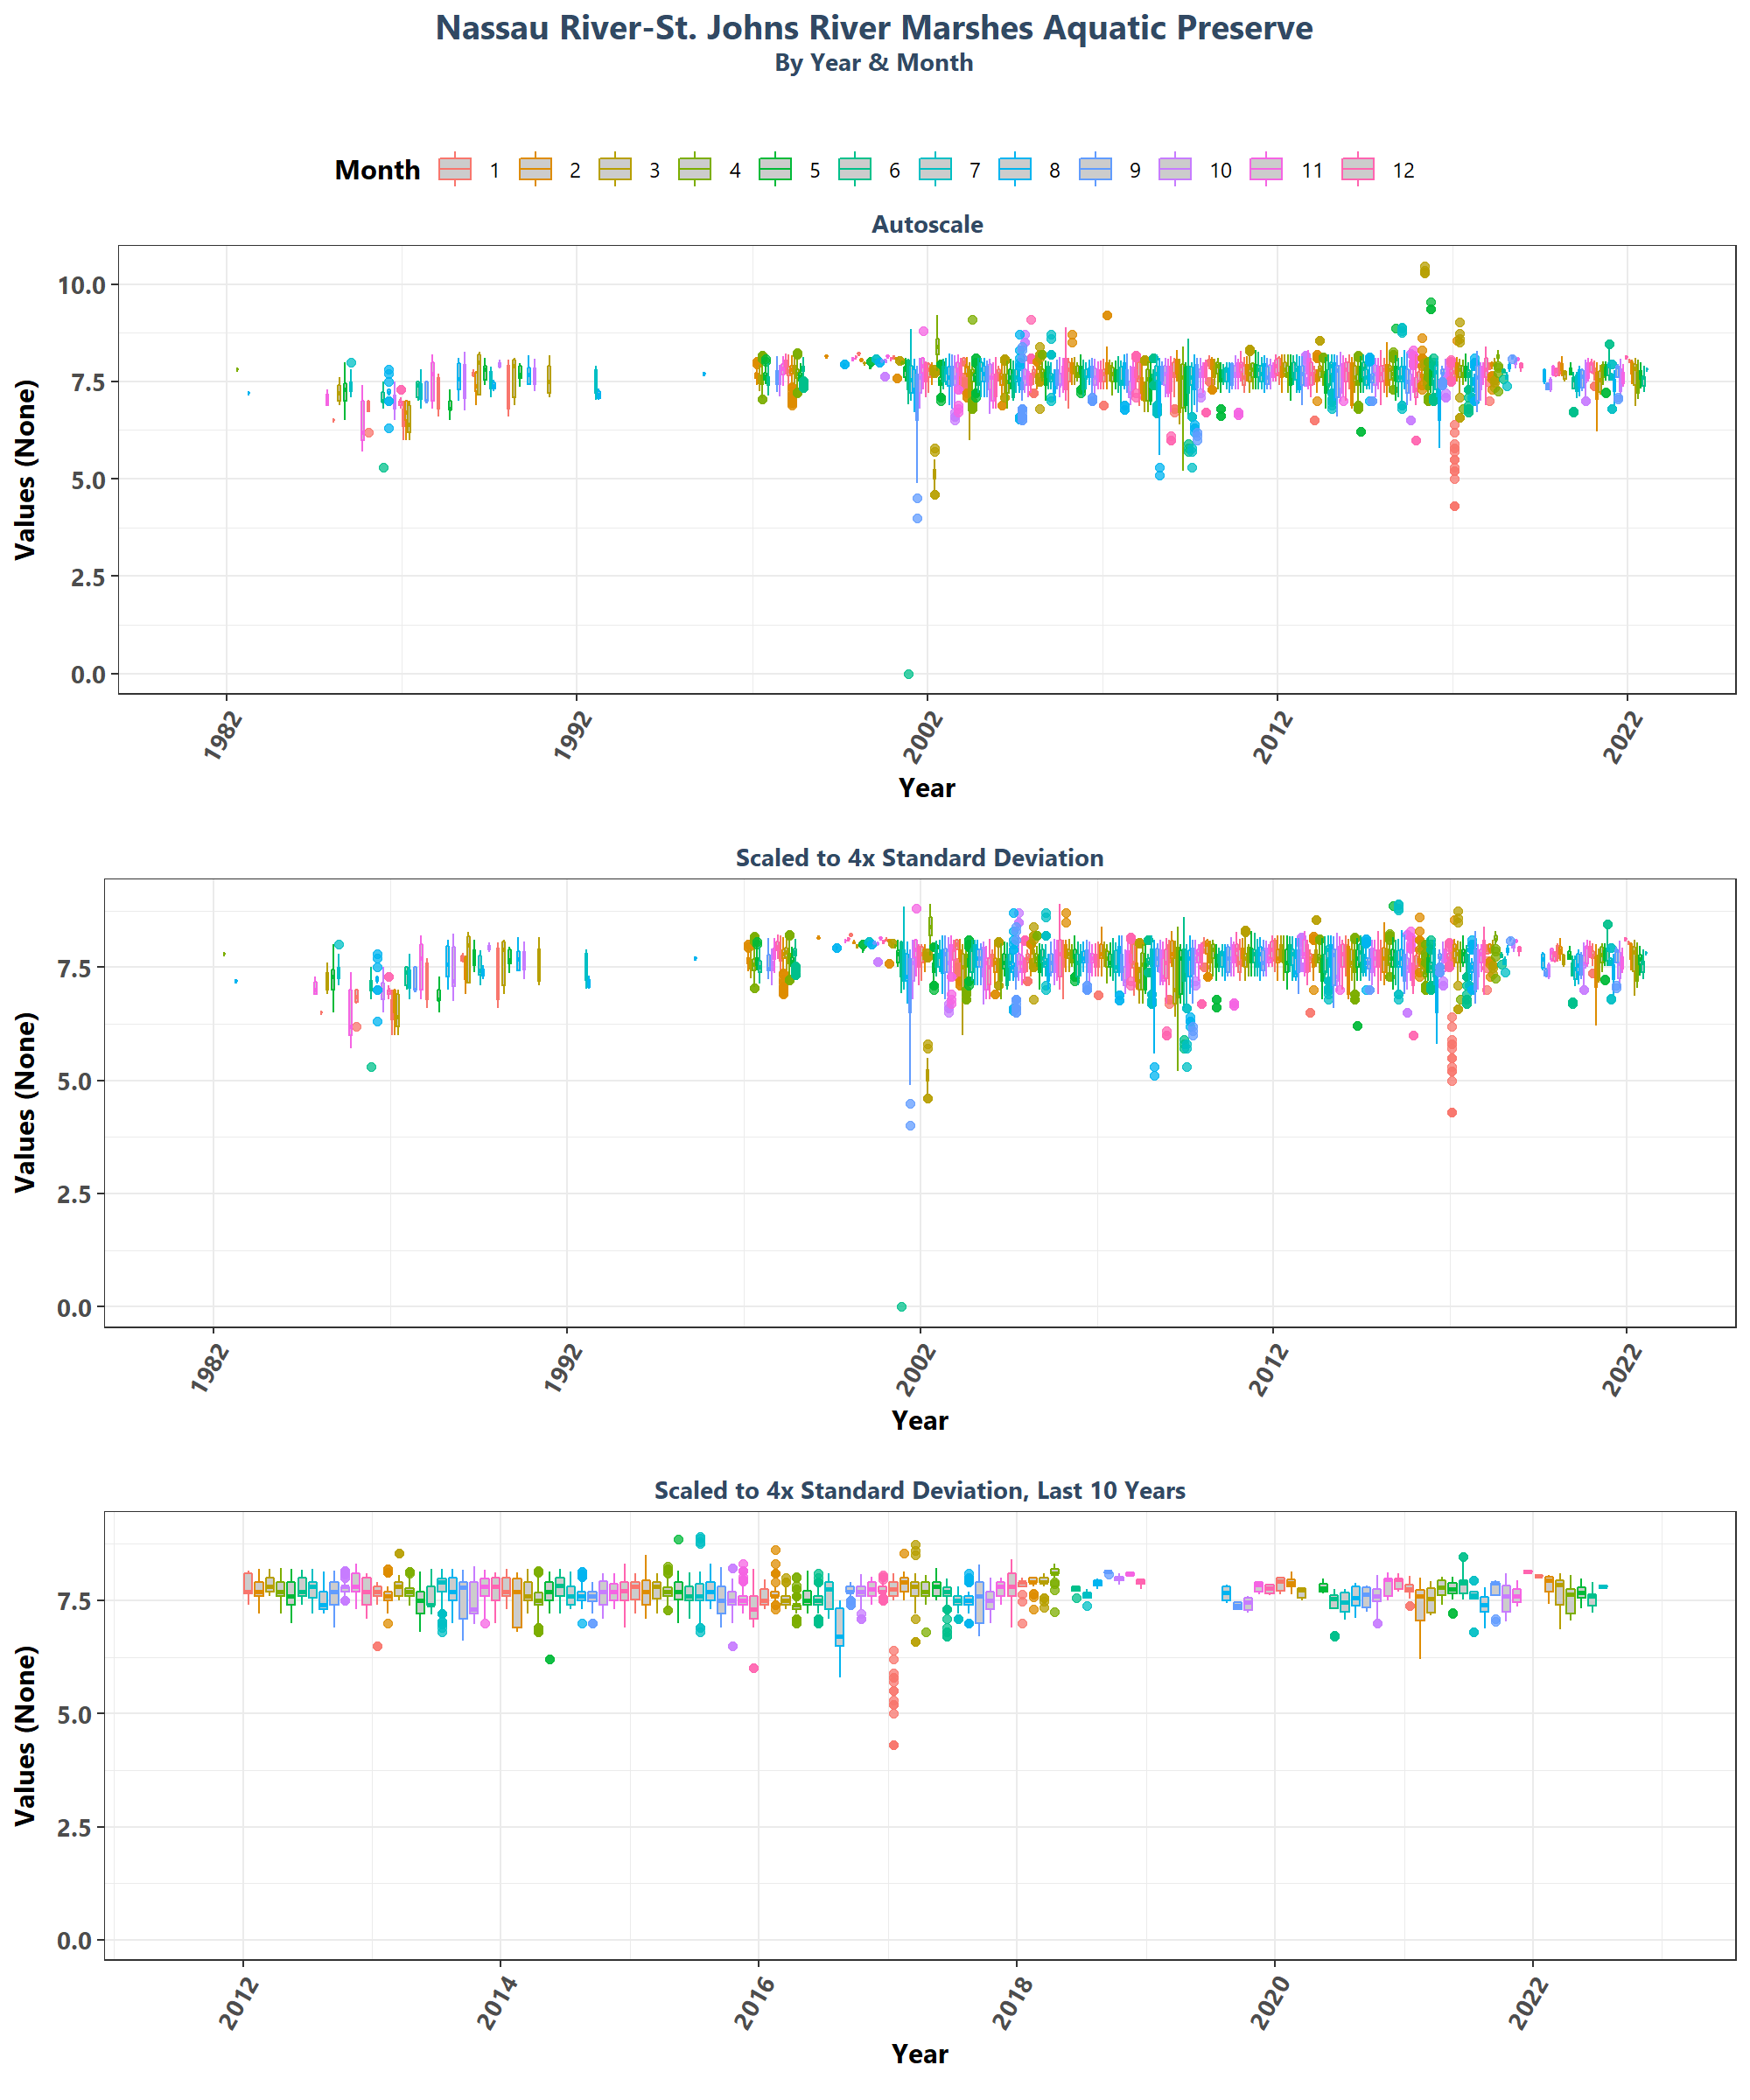 Nassau River-St. Johns River Marshes Aquatic Preserve
By Year & Month
Month 1 2 3 4 5 6 7 8 9 10 11 12
Autoscale
Values (None)
10.0
7.5
5.0
2.5
0.0
1982 1992 2002 2012 2022
Year
Scaled to 4x Standard Deviation
Values (None)
7.5
5.0
2.5
0.0
1982 1992 2002 2012 2022
Year
Scaled to 4x Standard Deviation, Last 10 Years
Values (None)
7.5
5.0
2.5
0.0
2012 2014 2016 2018 2020 2022
Year